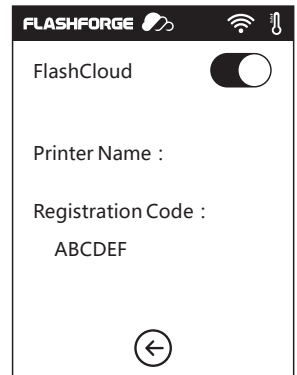 FLASHFORGE
FlashCloud
Printer Name :
Registration Code :
ABCDEF